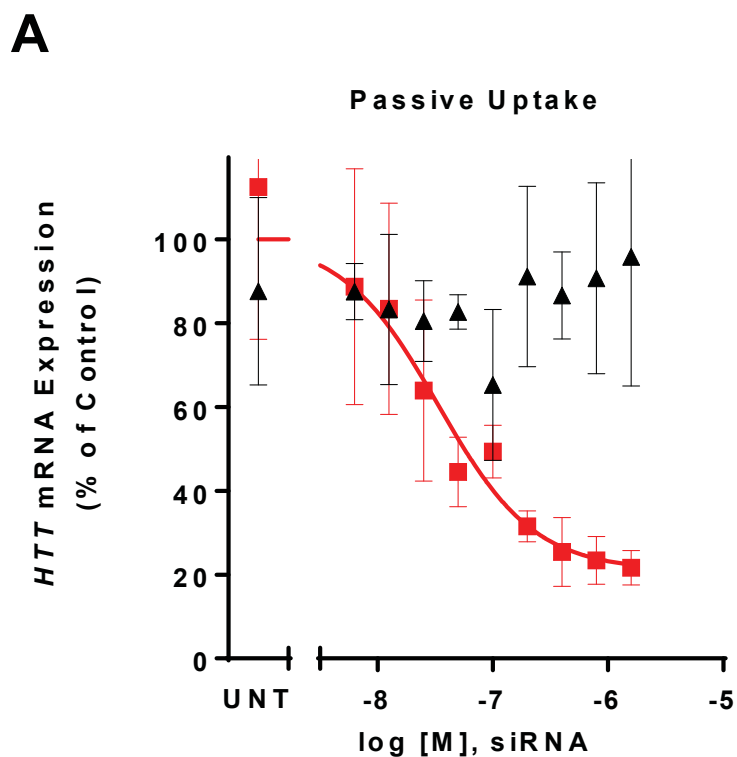 A
Passive Uptake
HTT mRNA Expression
(% of Control)
100
80
60
40
20
0
UNT -8 -7 -6 -5
log [M], siRNA